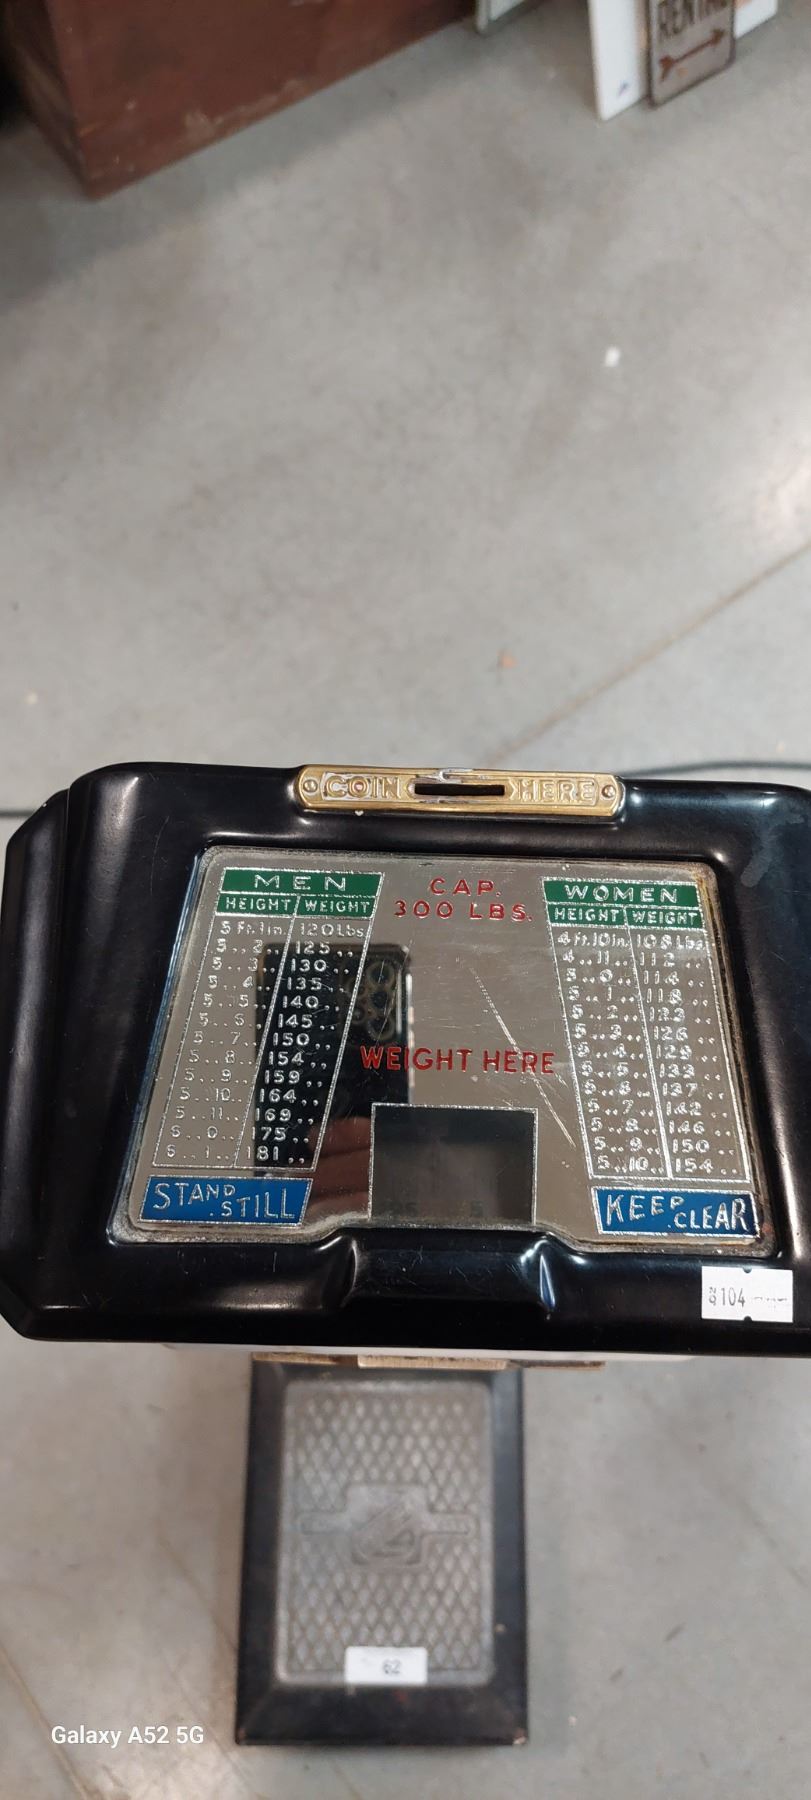 RENTAL
COIN HERE
MEN
HEIGHT WEIGHT
5 Ft. 1 in. 120 Lbs
5 .. 2 .. 125 ..
5 .. 3 .. 130 ..
5 .. 4 .. 135 ..
5 .. 5 .. 140 ..
5 .. 6 .. 145 ..
5 .. 7 .. 150 ..
5 .. 8 .. 154 ..
5 .. 9 .. 159 ..
5 .. 10 .. 164 ..
5 .. 11 .. 169 ..
6 .. 0 .. 175 ..
6 .. 1 .. 181 ..
STAND STILL
CAP.
300 LBS.
WEIGHT HERE
WOMEN
HEIGHT WEIGHT
4 Ft. 10 in. 108 Lbs.
4 .. 11 .. 112 ..
5 .. 0 .. 114 ..
5 .. 1 .. 118 ..
5 .. 2 .. 123 ..
5 .. 3 .. 126 ..
5 .. 4 .. 129 ..
5 .. 5 .. 133 ..
5 .. 6 .. 137 ..
5 .. 7 .. 142 ..
5 .. 8 .. 146 ..
5 .. 9 .. 150 ..
5 .. 10 .. 154 ..
KEEP CLEAR
104
62
Galaxy A52 5G